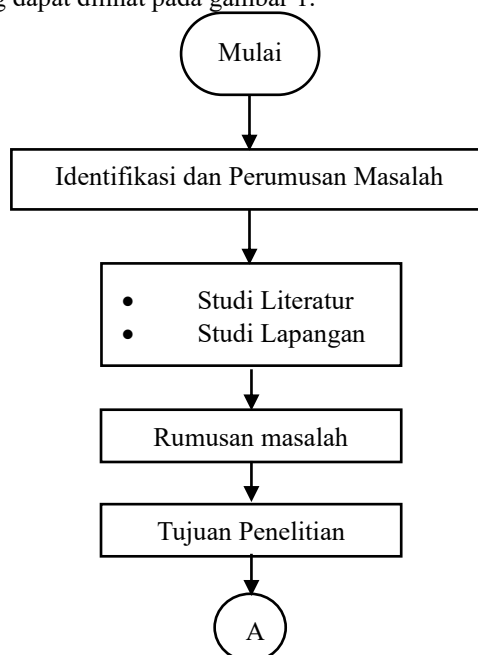 dapat dilihat pada gambar 1.
Mulai
Identifikasi dan Perumusan Masalah
• Studi Literatur
• Studi Lapangan
Rumusan masalah
Tujuan Penelitian
A